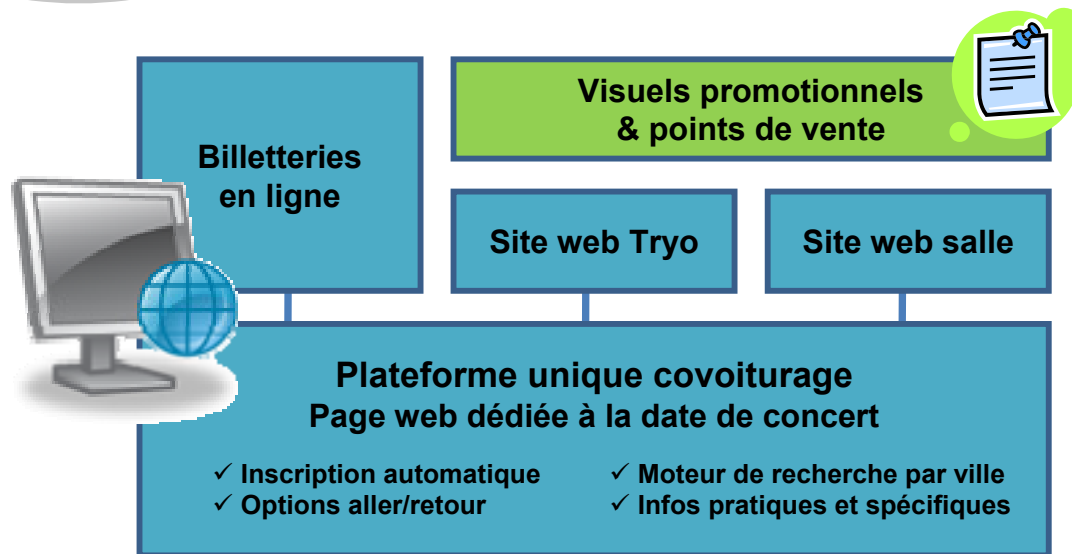 Visuels promotionnels
& points de vente
Billetteries
en ligne
Site web Tryo
Site web salle
Plateforme unique covoiturage
Page web dédiée à la date de concert
✓ Inscription automatique
✓ Options aller/retour
✓ Moteur de recherche par ville
✓ Infos pratiques et spécifiques